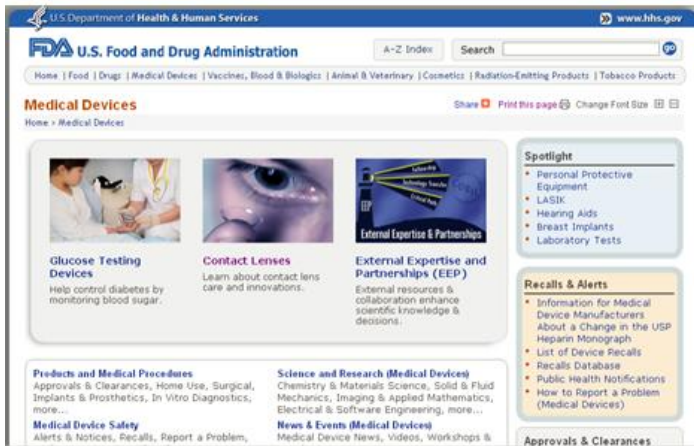 U.S. Department of Health & Human Services
www.hhs.gov
FDA U.S. Food and Drug Administration
A-Z Index
Search
go
Home | Food | Drugs | Medical Devices | Vaccines, Blood & Biologics | Animal & Veterinary | Cosmetics | Radiation-Emitting Products | Tobacco Products
Medical Devices
Share Print this page Change Font Size
Home > Medical Devices
Technology Transfer
Critical Path
EEP
External Expertise & Partnerships
Glucose Testing
Devices
Help control diabetes by
monitoring blood sugar.
Contact Lenses
Learn about contact lens
care and innovations.
External Expertise and
Partnerships (EEP)
External resources &
collaboration enhance
scientific knowledge &
decisions.
Products and Medical Procedures
Approvals & Clearances, Home Use, Surgical,
Implants & Prosthetics, In Vitro Diagnostics,
more...
Medical Device Safety
Alerts & Notices, Recalls, Report a Problem,
Science and Research (Medical Devices)
Chemistry & Materials Science, Solid & Fluid
Mechanics, Imaging & Applied Mathematics,
Electrical & Software Engineering, more...
News & Events (Medical Devices)
Medical Device News, Videos, Workshops &
Spotlight
Personal Protective
Equipment
LASIK
Hearing Aids
Breast Implants
Laboratory Tests
Recalls & Alerts
Information for Medical
Device Manufacturers
About a Change in the USP
Heparin Monograph
List of Device Recalls
Recalls Database
Public Health Notifications
How to Report a Problem
(Medical Devices)
Approvals & Clearances